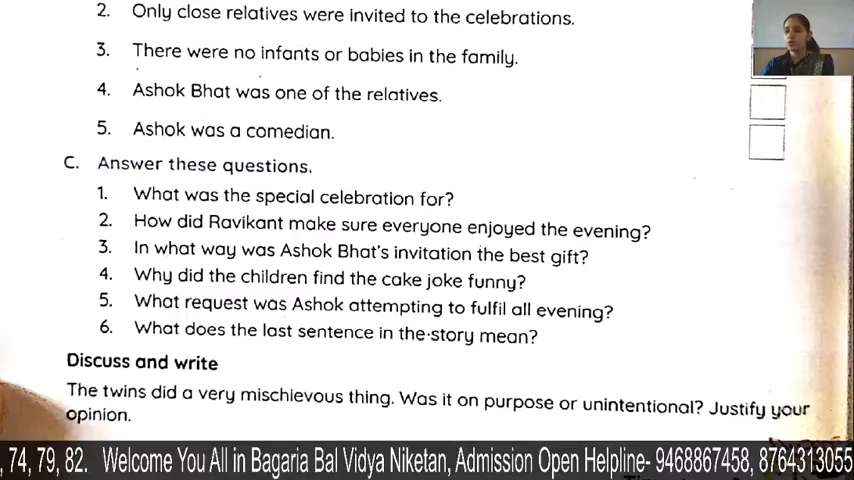 2. Only close relatives were invited to the celebrations.
3. There were no infants or babies in the family.
4. Ashok Bhat was one of the relatives.
5. Ashok was a comedian.
C. Answer these questions.
1. What was the special celebration for?
2. How did Ravikant make sure everyone enjoyed the evening?
3. In what way was Ashok Bhat's invitation the best gift?
4. Why did the children find the cake joke funny?
5. What request was Ashok attempting to fulfil all evening?
6. What does the last sentence in the story mean?
Discuss and write
The twins did a very mischievous thing. Was it on purpose or unintentional? Justify your
opinion.
, 74, 79, 82. Welcome You All in Bagaria Bal Vidya Niketan, Admission Open Helpline- 9468867458, 8764313055